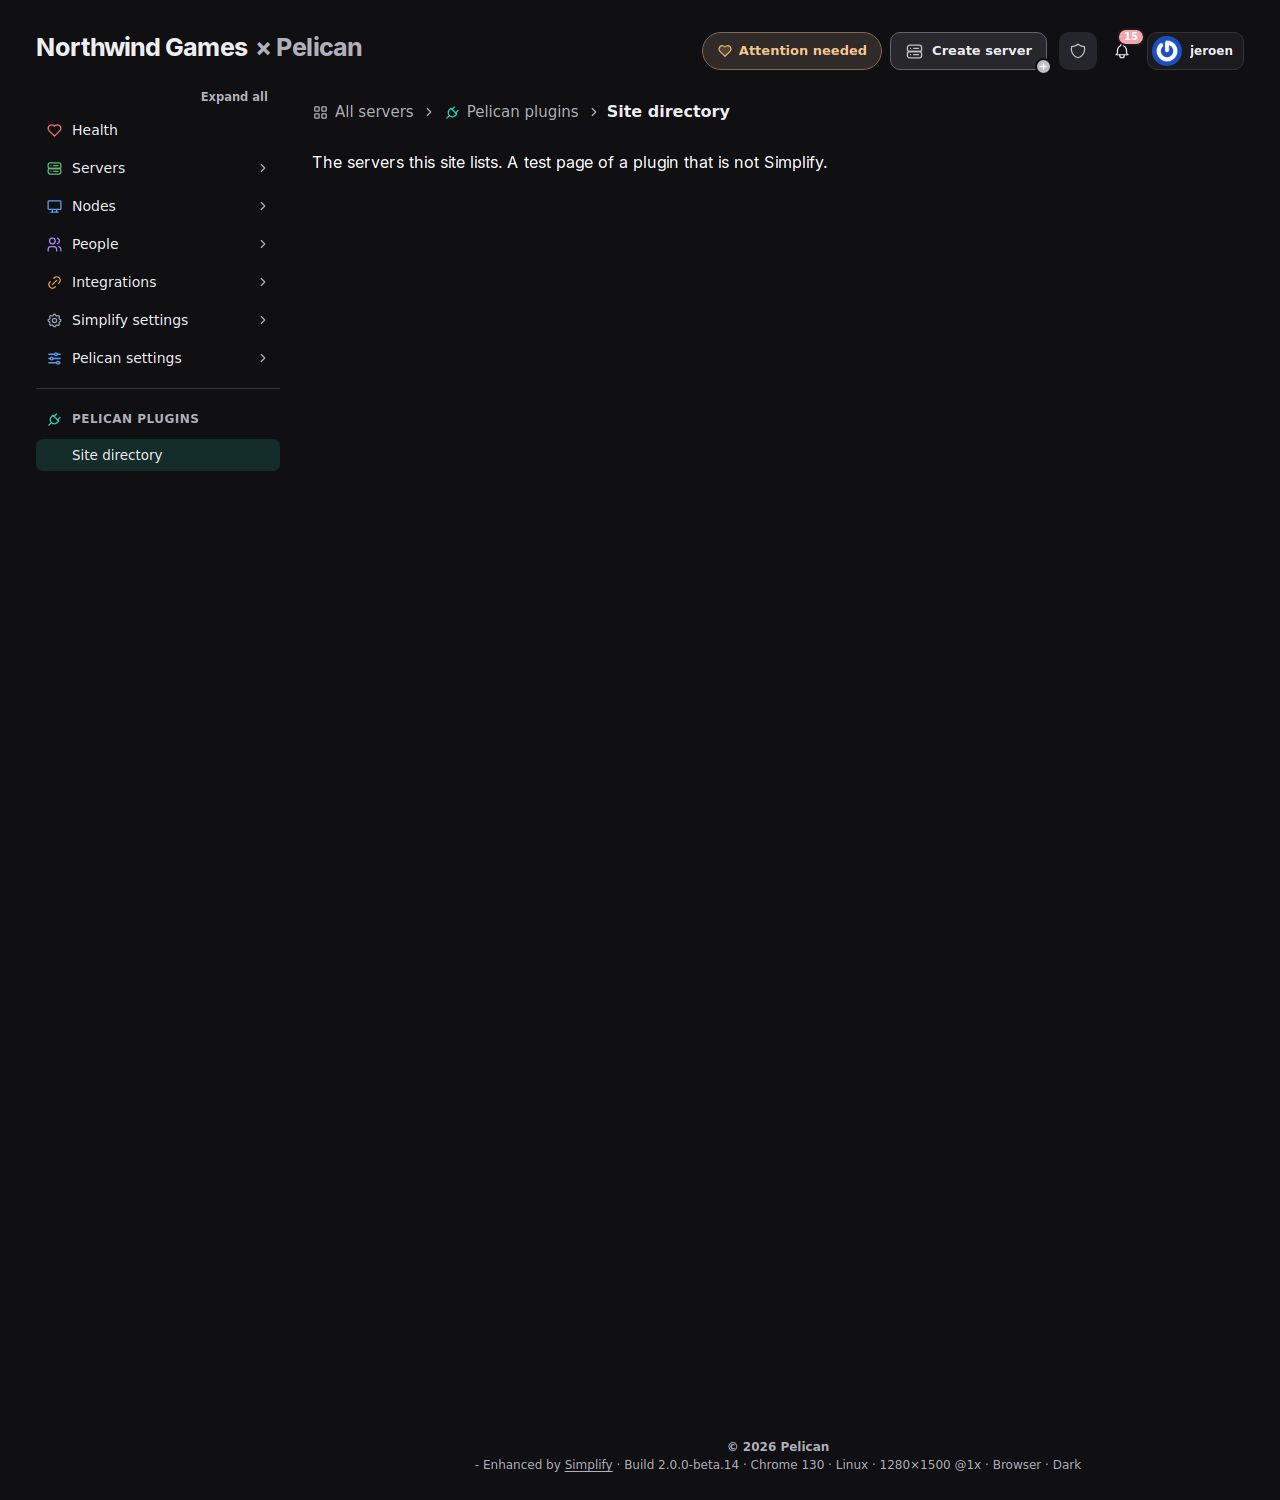 Northwind Games × Pelican
Attention needed
Create server
15
jeroen
Expand all
Health
Servers
Nodes
People
Integrations
Simplify settings
Pelican settings
PELICAN PLUGINS
Site directory
All servers
Pelican plugins
Site directory
The servers this site lists. A test page of a plugin that is not Simplify.
© 2026 Pelican
- Enhanced by Simplify · Build 2.0.0-beta.14 · Chrome 130 · Linux · 1280×1500 @1x · Browser · Dark